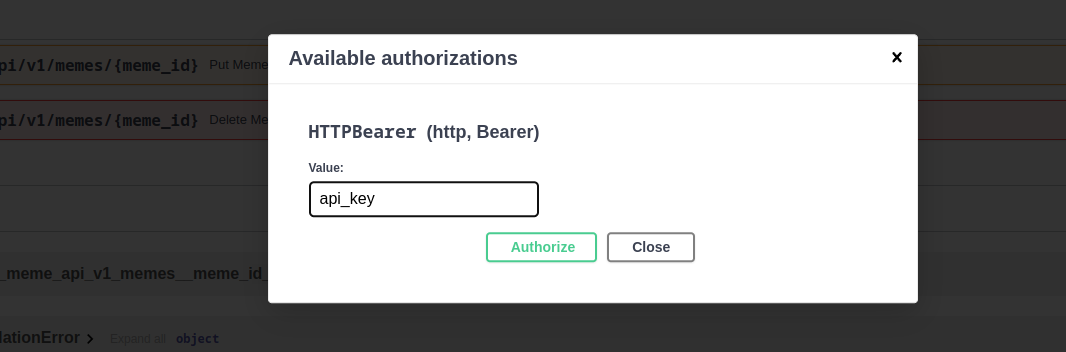 Available authorizations
pi/v1/memes/{meme_id} Put Meme
HTTPBearer (http, Bearer)
pi/v1/memes/{meme_id} Delete Me
Value:
api_key
Authorize Close
_meme_api_v1_memes__meme_id_
lationError Expand all object